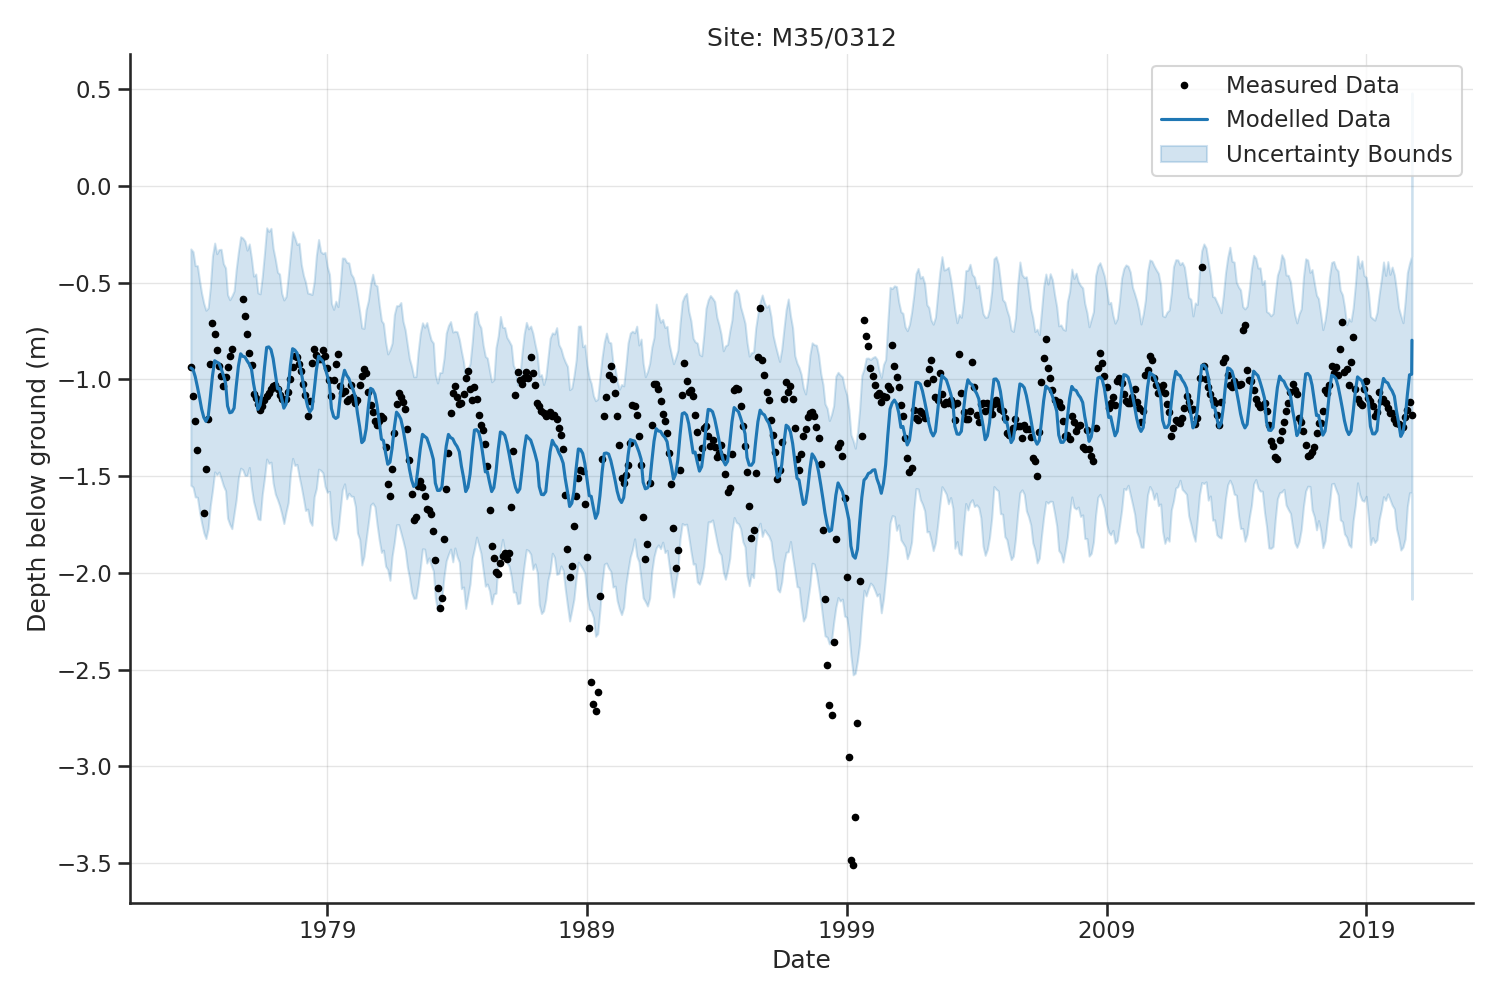 Site: M35/0312
Measured Data
Modelled Data
Uncertainty Bounds
0.5
0.0
−0.5
−1.0
−1.5
−2.0
−2.5
−3.0
−3.5
Depth below ground (m)
1979
1989
1999
2009
2019
Date